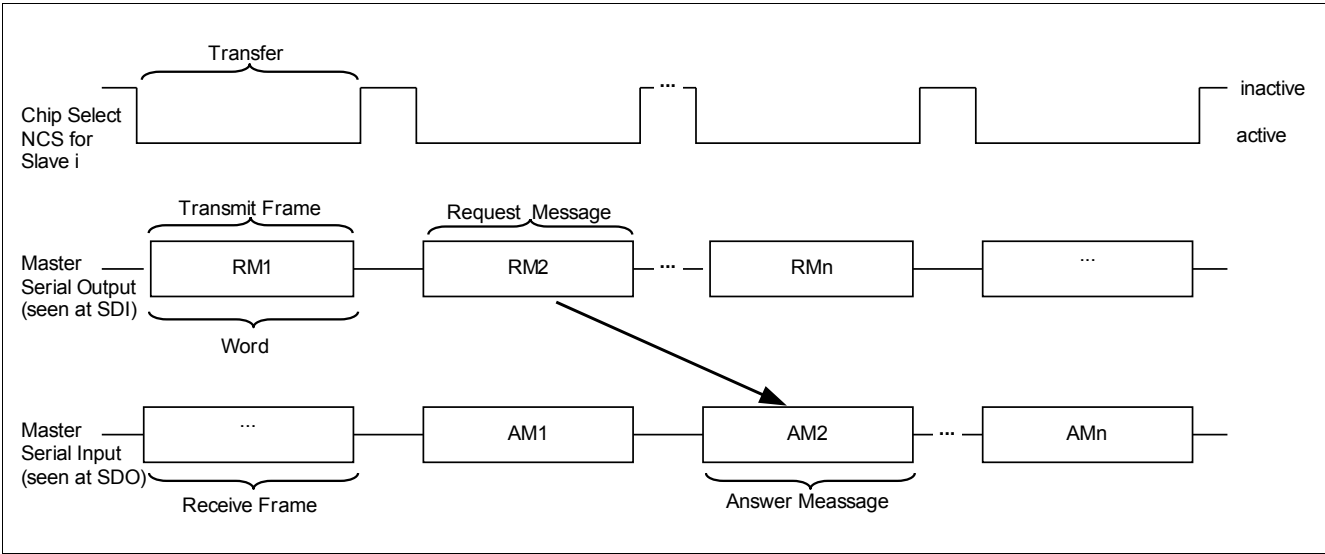 Transfer
...
inactive
Chip Select
NCS for
Slave i
active
Transmit Frame
Request Message
Master
Serial Output
(seen at SDI)
RM1
RM2
...
RMn
...
Word
Master
Serial Input
(seen at SDO)
...
AM1
AM2
...
AMn
Receive Frame
Answer Meassage